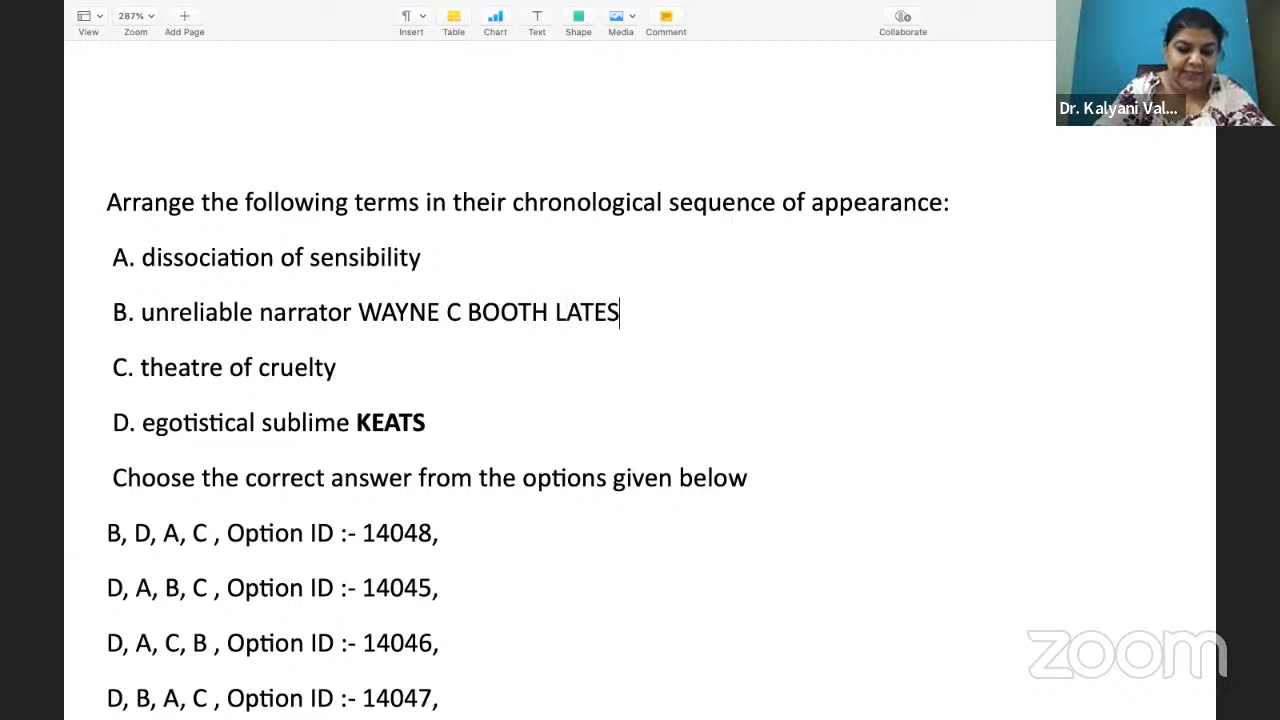 287%
View Zoom Add Page Insert Table Chart Text Shape Media Comment Collaborate
Dr. Kalyani Val...
Arrange the following terms in their chronological sequence of appearance:
A. dissociation of sensibility
B. unreliable narrator WAYNE C BOOTH LATES
C. theatre of cruelty
D. egotistical sublime KEATS
Choose the correct answer from the options given below
B, D, A, C , Option ID :- 14048,
D, A, B, C , Option ID :- 14045,
D, A, C, B , Option ID :- 14046,
D, B, A, C , Option ID :- 14047,
zoom